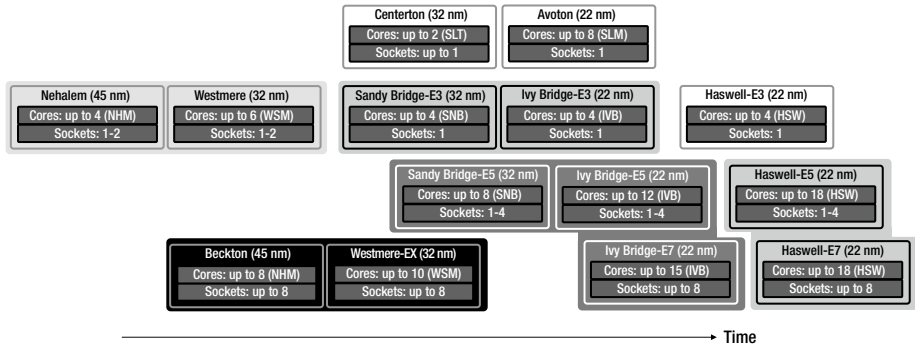 Centerton (32 nm)
Cores: up to 2 (SLT)
Sockets: up to 1
Avoton (22 nm)
Cores: up to 8 (SLM)
Sockets: 1
Nehalem (45 nm)
Cores: up to 4 (NHM)
Sockets: 1-2
Westmere (32 nm)
Cores: up to 6 (WSM)
Sockets: 1-2
Sandy Bridge-E3 (32 nm)
Cores: up to 4 (SNB)
Sockets: 1
Ivy Bridge-E3 (22 nm)
Cores: up to 4 (IVB)
Sockets: 1
Haswell-E3 (22 nm)
Cores: up to 4 (HSW)
Sockets: 1
Sandy Bridge-E5 (32 nm)
Cores: up to 8 (SNB)
Sockets: 1-4
Ivy Bridge-E5 (22 nm)
Cores: up to 12 (IVB)
Sockets: 1-4
Haswell-E5 (22 nm)
Cores: up to 18 (HSW)
Sockets: 1-4
Beckton (45 nm)
Cores: up to 8 (NHM)
Sockets: up to 8
Westmere-EX (32 nm)
Cores: up to 10 (WSM)
Sockets: up to 8
Ivy Bridge-E7 (22 nm)
Cores: up to 15 (IVB)
Sockets: up to 8
Haswell-E7 (22 nm)
Cores: up to 18 (HSW)
Sockets: up to 8
Time